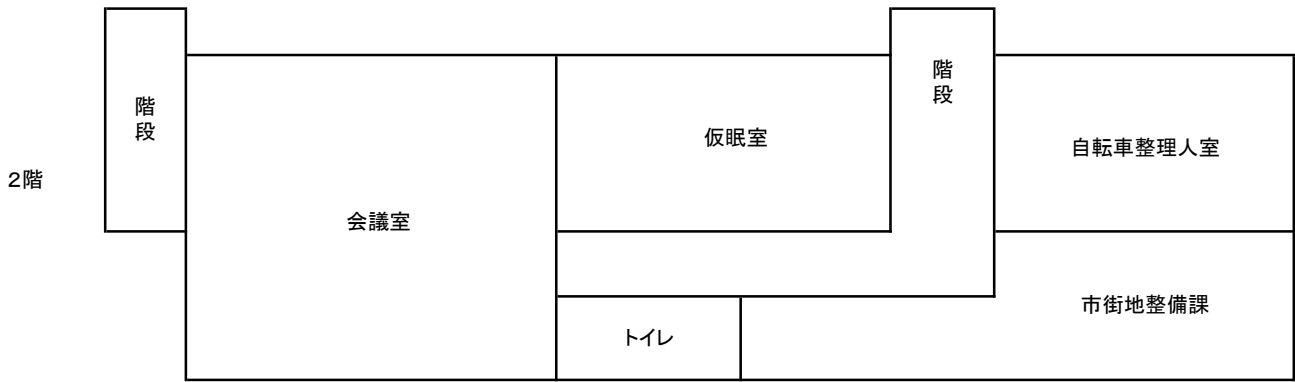 階段
階段
仮眠室
自転車整理人室
2階
会議室
市街地整備課
トイレ